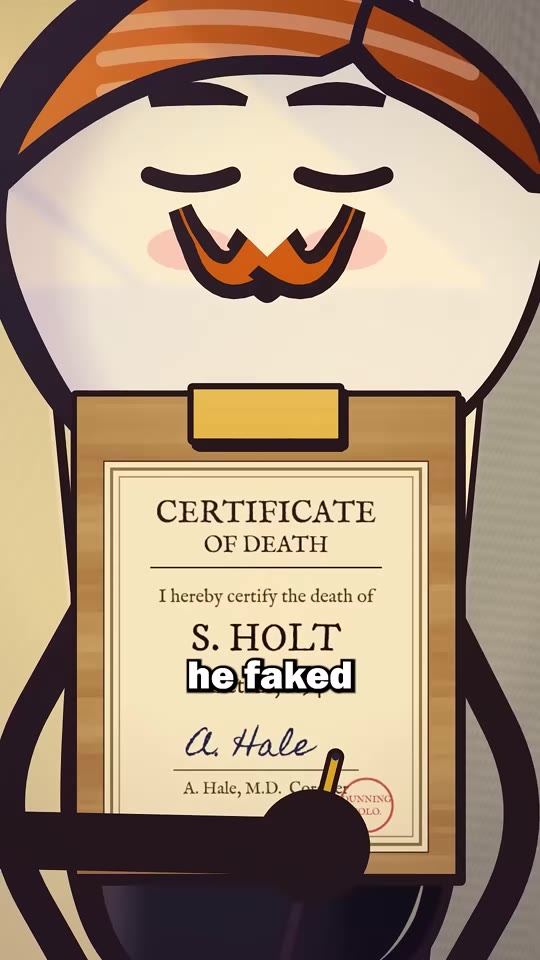 CERTIFICATE
OF DEATH
I hereby certify the death of
S. HOLT
he faked
A. Hale
A. Hale, M.D.